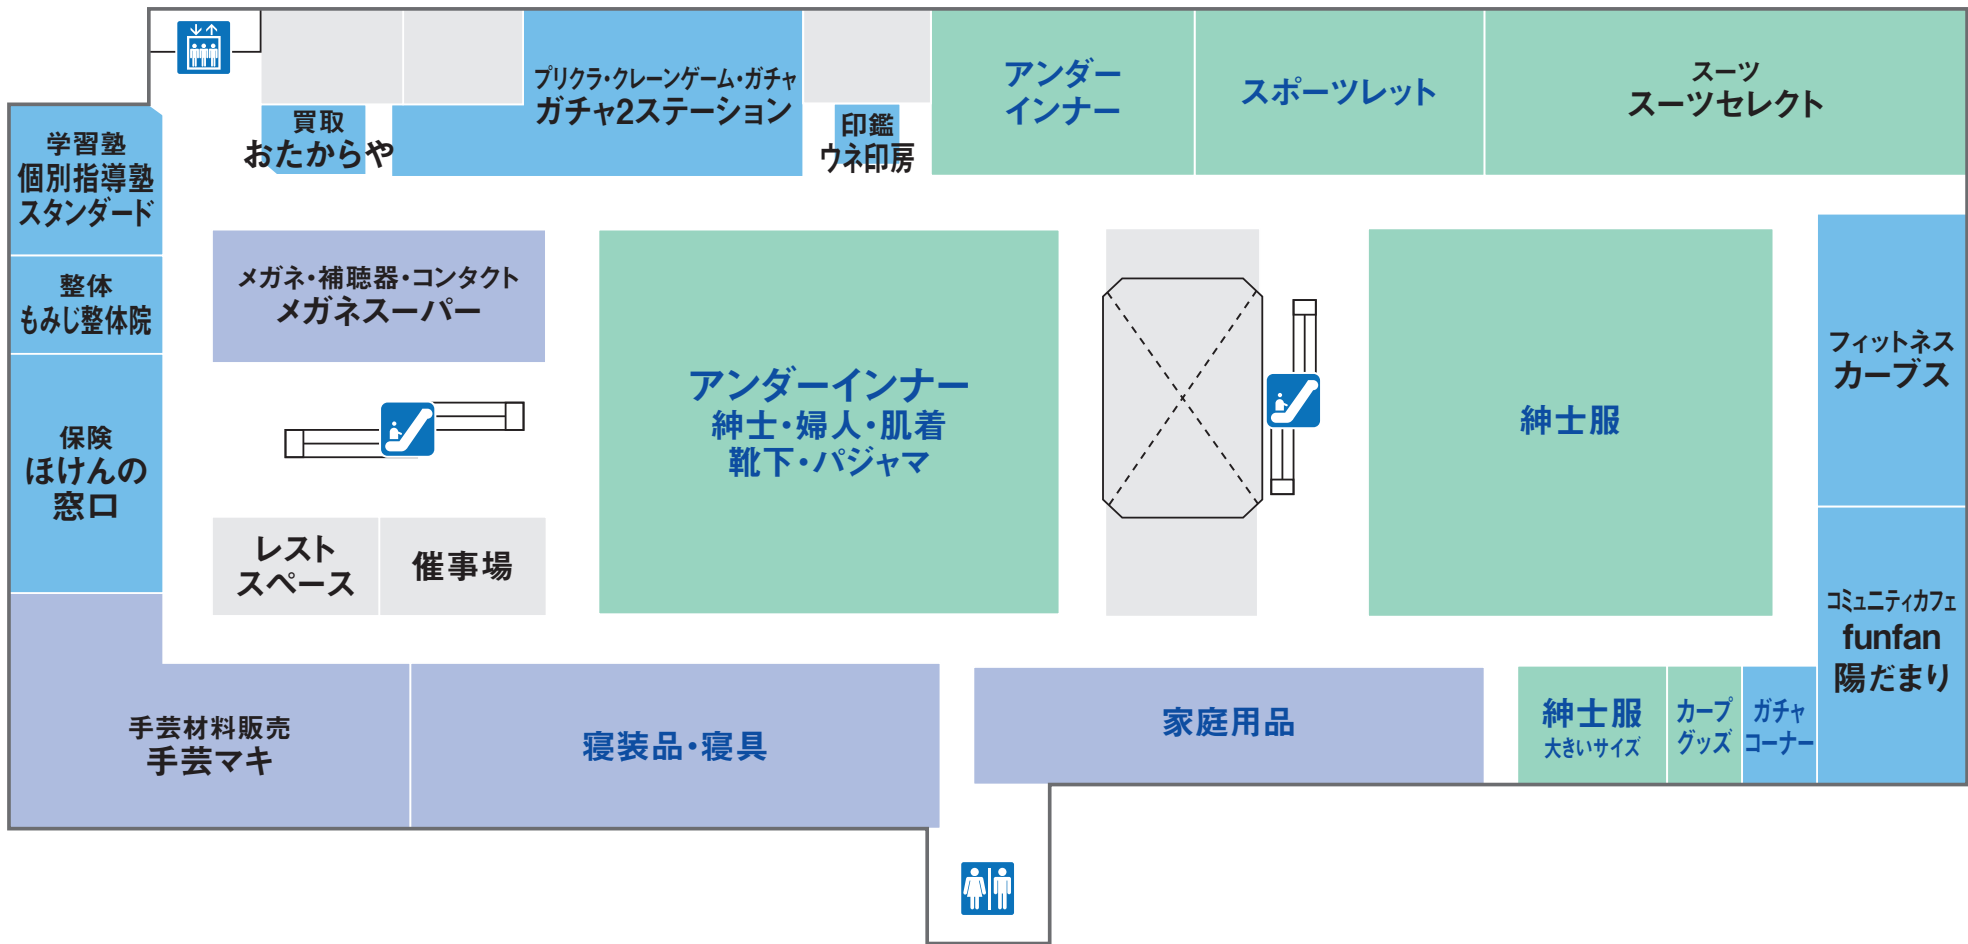 プリクラ・クレーンゲーム・ガチャ
ガチャ2ステーション
アンダー
インナー
スポーツレット
スーツ
スーツセレクト
買取
おたからや
印鑑
ウネ印房
学習塾
個別指導塾
スタンダード
整体
もみじ整体院
保険
ほけんの
窓口
メガネ・補聴器・コンタクト
メガネスーパー
アンダーインナー
紳士・婦人・肌着
靴下・パジャマ
紳士服
フィットネス
カーブス
レスト
スペース
催事場
コミュニティカフェ
funfan
陽だまり
手芸材料販売
手芸マキ
寝装品・寝具
家庭用品
紳士服
大きいサイズ
カープ
グッズ
ガチャ
コーナー